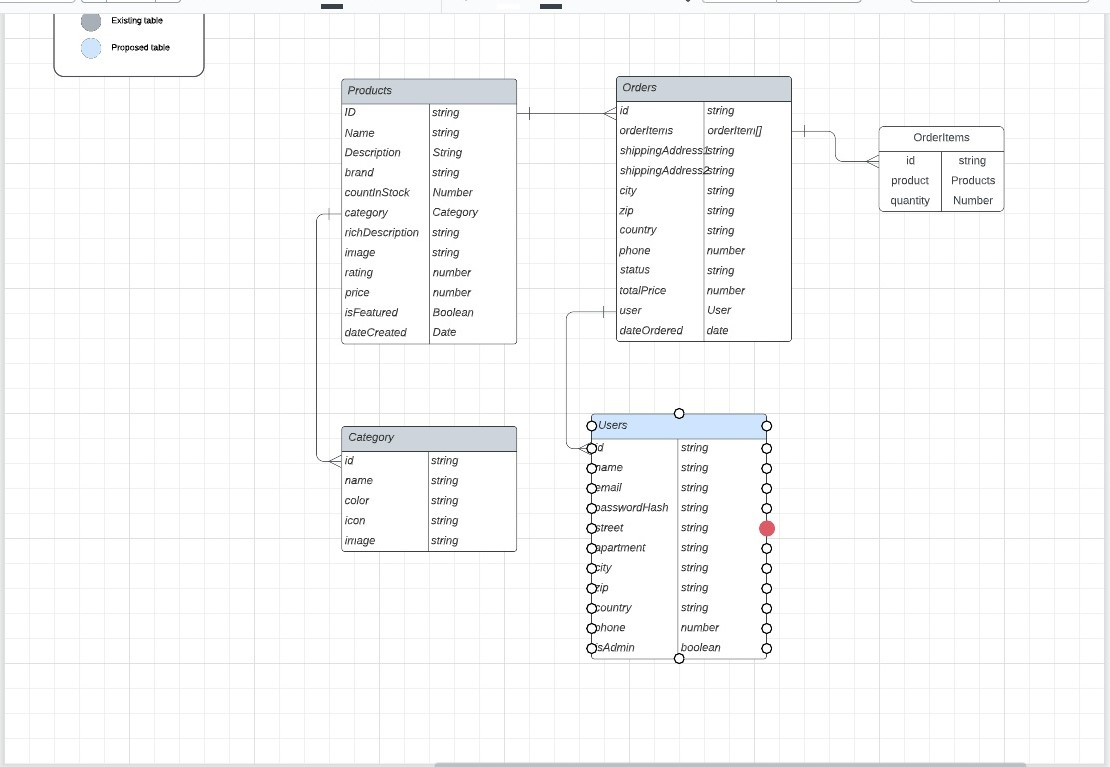 Existing table
Proposed table
Products
ID string
Name string
Description String
brand string
countInStock Number
category Category
richDescription string
image string
rating number
price number
isFeatured Boolean
dateCreated Date
Orders
id string
orderItems orderItem[]
shippingAddress1 string
shippingAddress2 string
city string
zip string
country string
phone number
status string
totalPrice number
user User
dateOrdered date
OrderItems
id string
product Products
quantity Number
Category
id string
name string
color string
icon string
image string
Users
id string
name string
email string
passwordHash string
street string
apartment string
city string
zip string
country string
phone number
isAdmin boolean